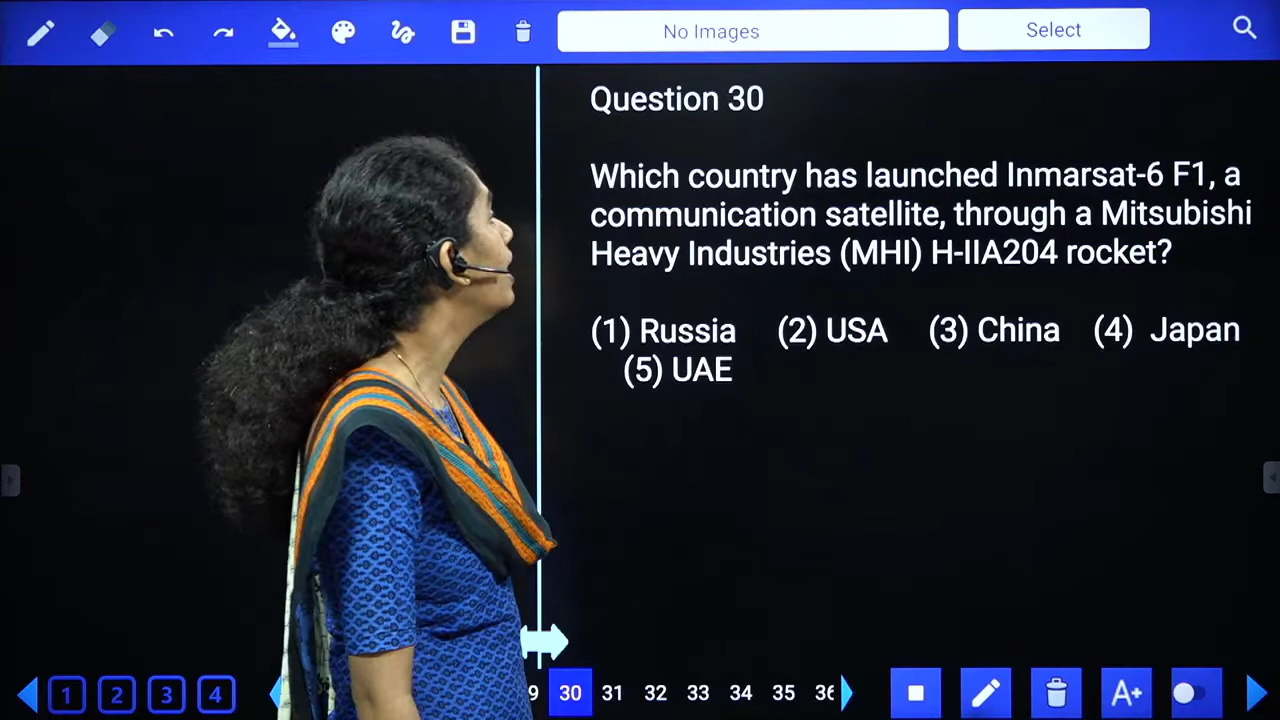 No Images
Select
Question 30
Which country has launched Inmarsat-6 F1, a
communication satellite, through a Mitsubishi
Heavy Industries (MHI) H-IIA204 rocket?
(1) Russia (2) USA (3) China (4) Japan
(5) UAE
1 2 3 4 9 30 31 32 33 34 35 36 A+